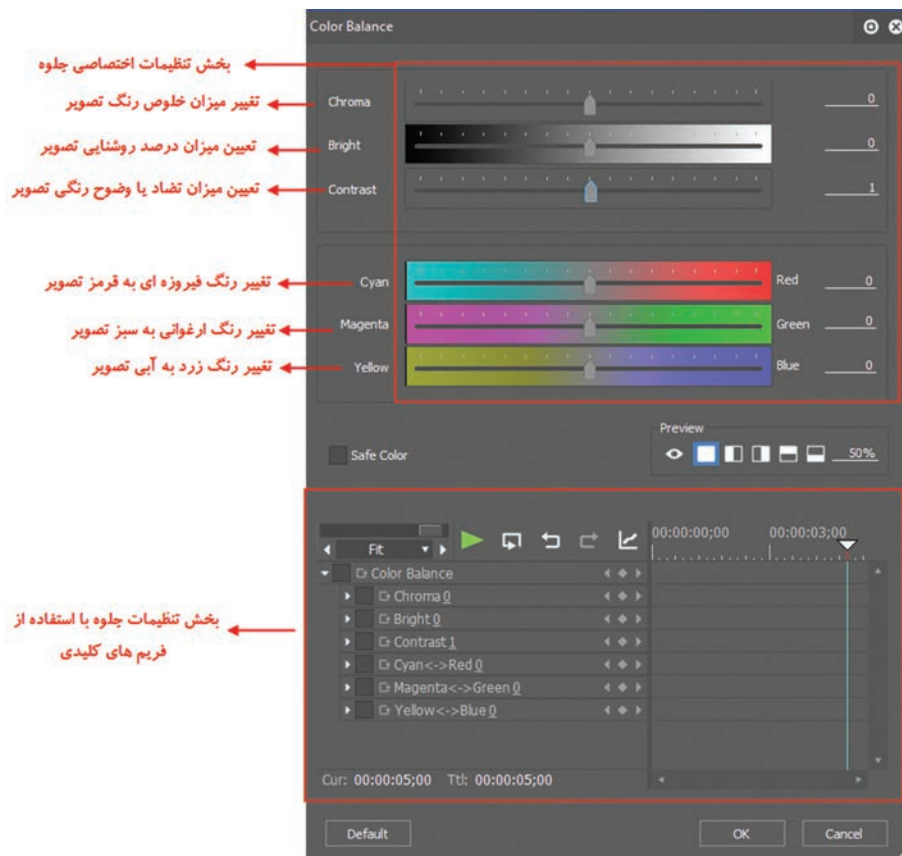 Color Balance
بخش تنظیمات اختصاصی جلوه
تغییر میزان خلوص رنگ تصویر
Chroma
0
تعیین میزان درصد روشنایی تصویر
Bright
0
تعیین میزان تضاد یا وضوح رنگی تصویر
Contrast
1
تغییر رنگ فیروزه ای به قرمز تصویر
Cyan
Red
0
تغییر رنگ ارغوانی به سبز تصویر
Magenta
Green
0
تغییر رنگ زرد به آبی تصویر
Yellow
Blue
0
Safe Color
Preview
50%
Fit
00:00:00;00
00:00:03;00
Color Balance
Chroma 0
Bright 0
Contrast 1
Cyan<->Red 0
Magenta<->Green 0
Yellow<->Blue 0
بخش تنظیمات جلوه با استفاده از
فریم های کلیدی
Cur: 00:00:05;00 Ttl: 00:00:05;00
Default
OK
Cancel